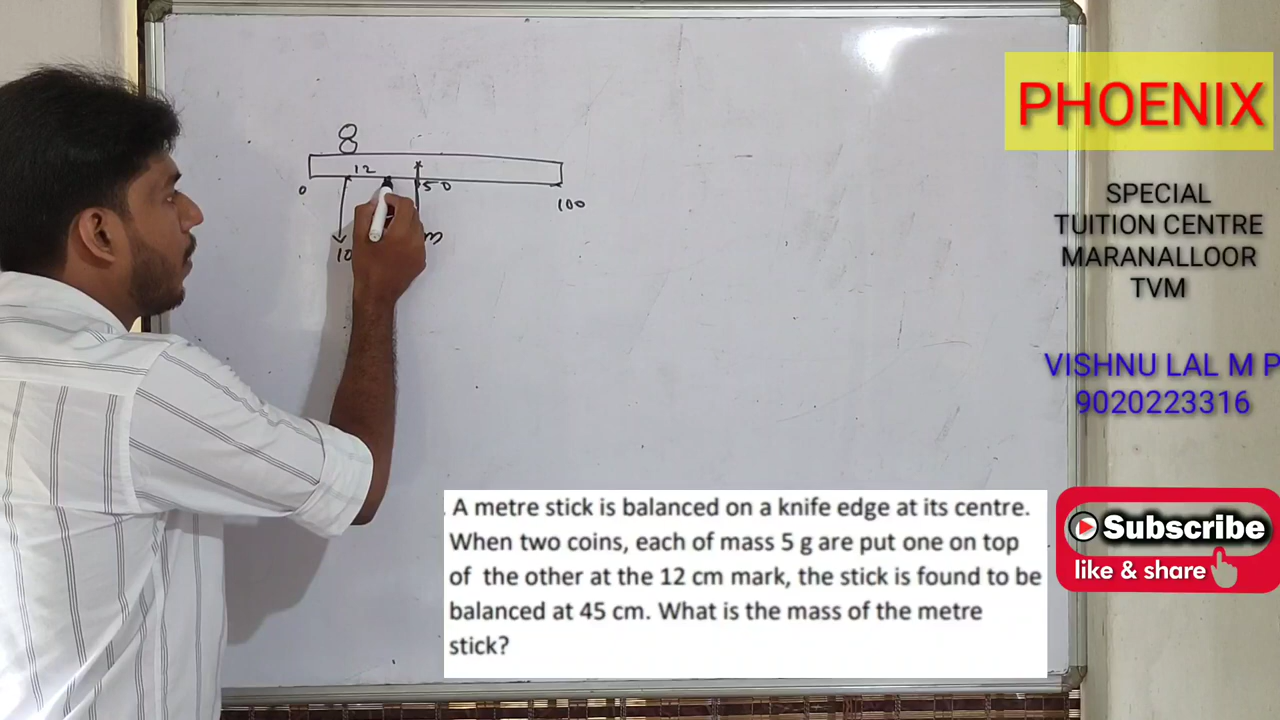 8
12
0
50
100
10
m
PHOENIX
SPECIAL
TUITION CENTRE
MARANALLOOR
TVM
VISHNU LAL M P
9020223316
. A metre stick is balanced on a knife edge at its centre.
When two coins, each of mass 5 g are put one on top
of the other at the 12 cm mark, the stick is found to be
balanced at 45 cm. What is the mass of the metre
stick?
Subscribe
like & share